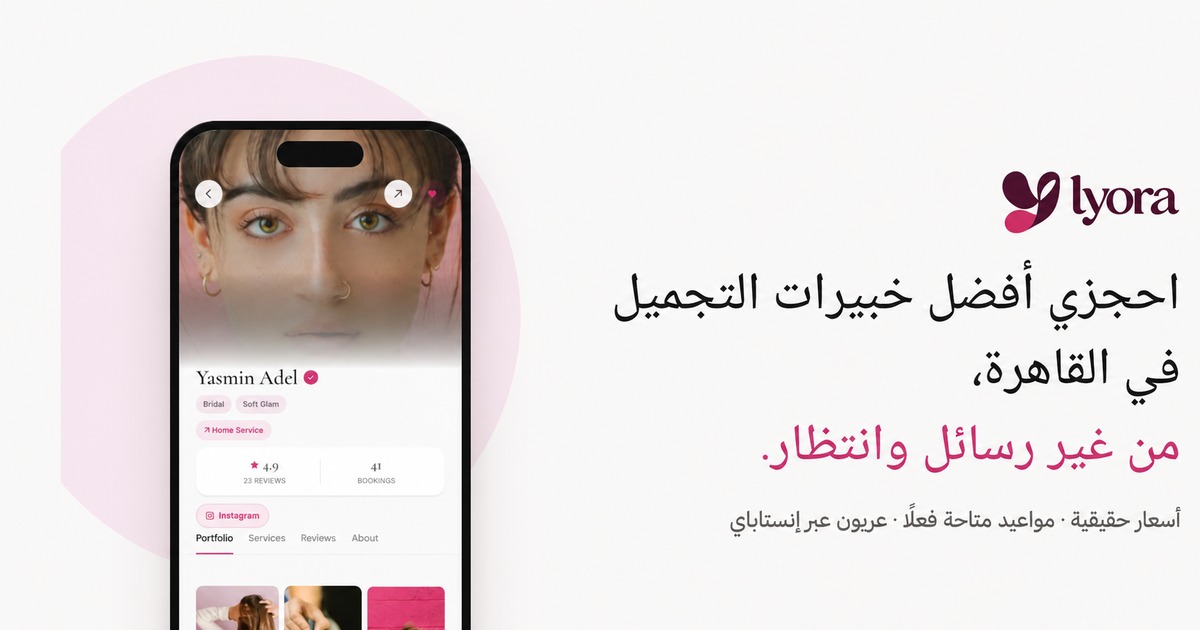 lyora
احجزي أفضل خبيرات التجميل
في القاهرة،
من غير رسائل وانتظار.
أسعار حقيقية · مواعيد متاحة فعلًا · عربون عبر إنستاباي
Yasmin Adel
Bridal Soft Glam
Home Service
4.9 41
23 REVIEWS BOOKINGS
Instagram
Portfolio Services Reviews About